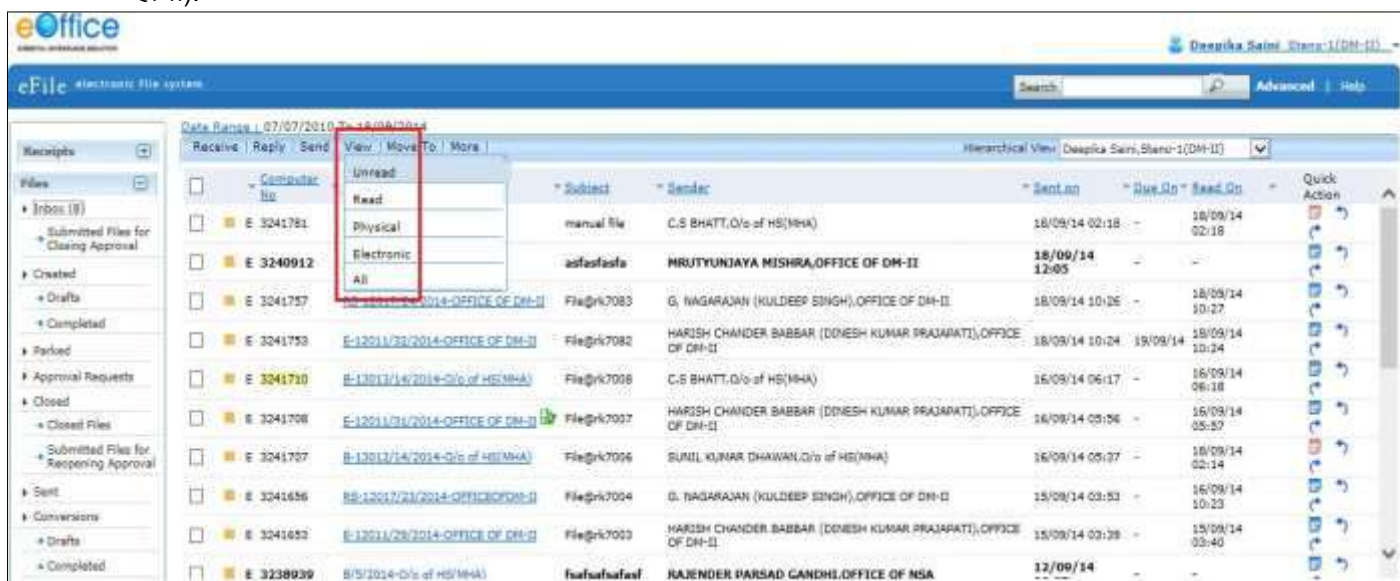 eOffice
Deepika Saini Steno-1(DM-II)
eFile electronic file system
Search
Advanced | Help
Date Range : 07/07/2010 To 18/09/2014
Receive | Reply | Send | View | Move To | More |
Hierarchical View Deepika Saini,Steno-1(DM-II)
Receipts
Files
Inbox (8)
Submitted Files for Closing Approval
Created
Drafts
Completed
Parked
Approval Requests
Closed
Closed Files
Submitted Files for Reopening Approval
Sent
Conversions
Drafts
Completed
Unread
Read
Physical
Electronic
All
Computer No Subject Sender Sent On Due On Read On Quick Action
E 3241781 manual file C.S BHATT,O/o of HS(MHA) 18/09/14 02:18 - 18/09/14 02:18
E 3240912 asfasfasfa MRUTYUNJAYA MISHRA,OFFICE OF DM-II 18/09/14 12:05 - -
E 3241757 2014-OFFICE OF DM-II File@rk7083 G. NAGARAJAN (KULDEEP SINGH),OFFICE OF DM-II 18/09/14 10:26 - 18/09/14 10:27
E 3241753 E-12011/32/2014-OFFICE OF DM-II File@rk7082 HARISH CHANDER BABBAR (DINESH KUMAR PRAJAPATI),OFFICE OF DM-II 18/09/14 10:24 19/09/14 18/09/14 10:24
E 3241710 B-13013/14/2014-O/o of HS(MHA) File@rk7008 C.S BHATT,O/o of HS(MHA) 16/09/14 06:17 - 16/09/14 06:18
E 3241708 E-12011/31/2014-OFFICE OF DM-II File@rk7007 HARISH CHANDER BABBAR (DINESH KUMAR PRAJAPATI),OFFICE OF DM-II 16/09/14 05:56 - 16/09/14 05:57
E 3241707 B-13013/14/2014-O/o of HS(MHA) File@rk7006 SUNIL KUMAR DHAWAN,O/o of HS(MHA) 16/09/14 05:37 - 18/09/14 02:14
E 3241656 RS-12017/23/2014-OFFICEOFDM-II File@rk7004 G. NAGARAJAN (KULDEEP SINGH),OFFICE OF DM-II 15/09/14 03:53 - 16/09/14 10:23
E 3241653 E-12011/29/2014-OFFICE OF DM-II File@rk7003 HARISH CHANDER BABBAR (DINESH KUMAR PRAJAPATI),OFFICE OF DM-II 15/09/14 03:39 - 15/09/14 03:40
E 3238939 B/5/2014-O/o of HS(MHA) fsafsafsafasf RAJENDER PARSAD GANDHI,OFFICE OF NSA 12/09/14 - -